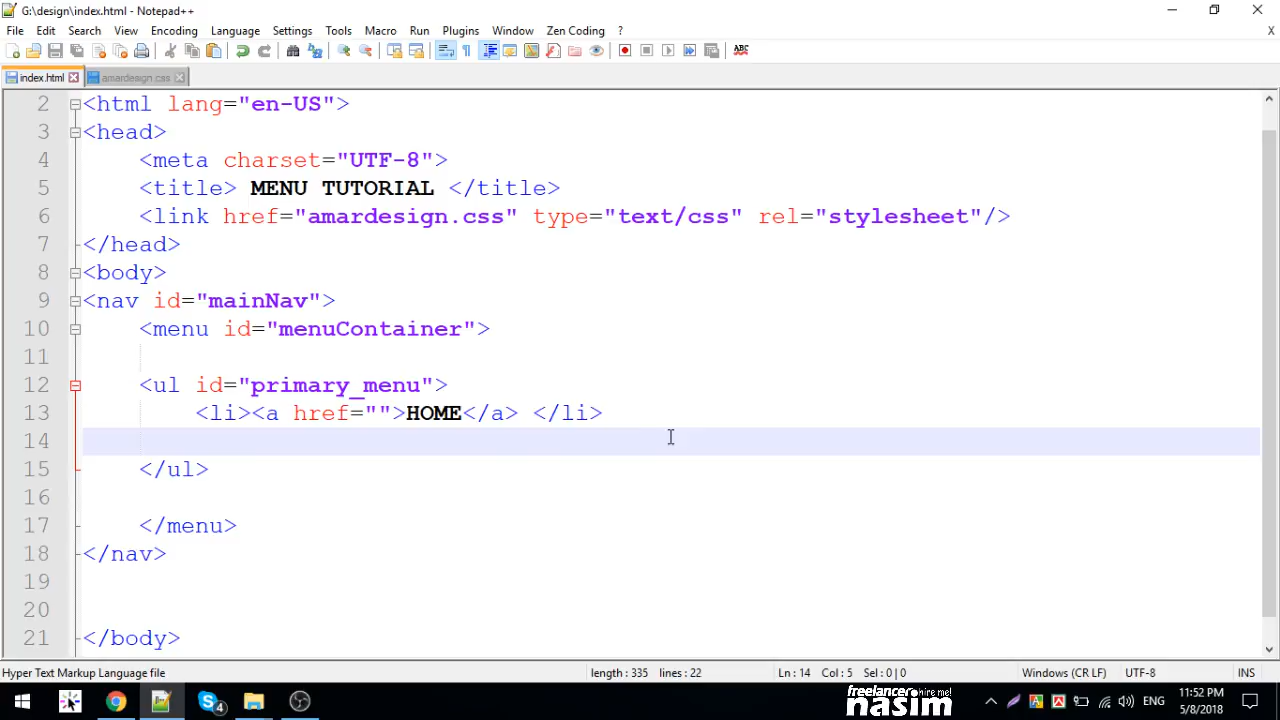 G:\design\index.html - Notepad++
File Edit Search View Encoding Language Settings Tools Macro Run Plugins Window Zen Coding ? X
index.html amardesign.css
2 <html lang="en-US">
3 <head>
4 <meta charset="UTF-8">
5 <title> MENU TUTORIAL </title>
6 <link href="amardesign.css" type="text/css" rel="stylesheet"/>
7 </head>
8 <body>
9 <nav id="mainNav">
10 <menu id="menuContainer">
11
12 <ul id="primary_menu">
13 <li><a href="">HOME</a> </li>
14
15 </ul>
16
17 </menu>
18 </nav>
19
20
21 </body>
Hyper Text Markup Language file length : 335 lines : 22 Ln : 14 Col : 5 Sel : 0 | 0 Windows (CR LF) UTF-8 INS
4 ENG 11:52 PM
5/8/2018
freelancer hire me!
nasim